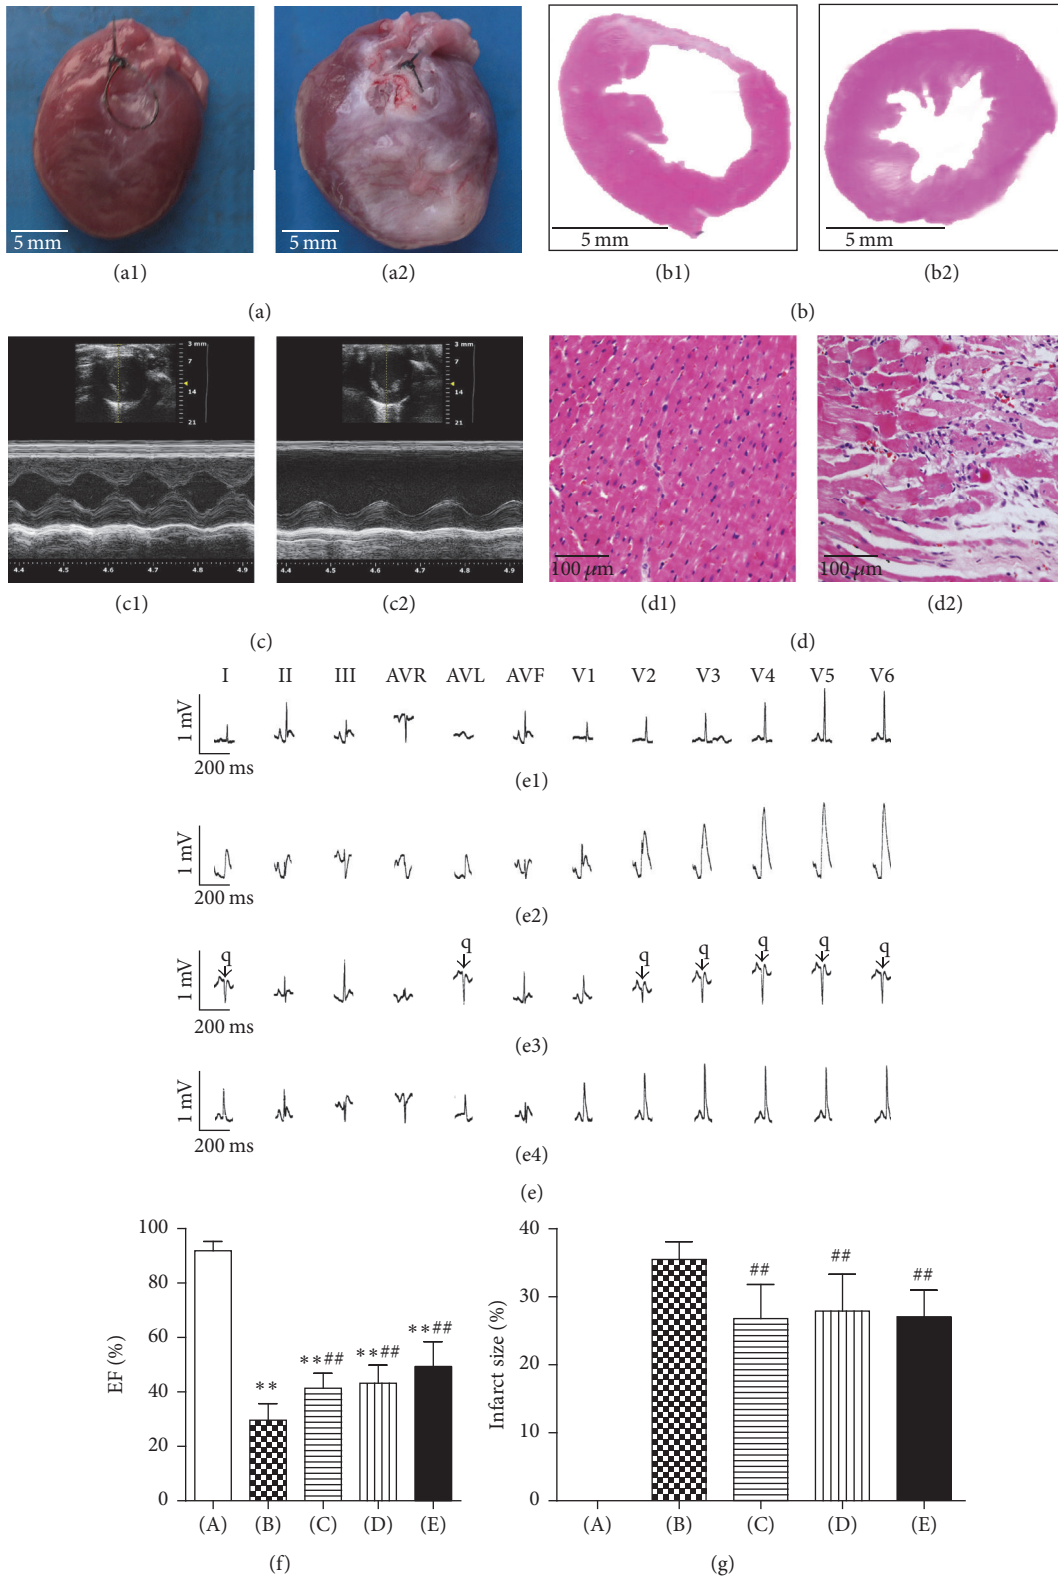 5 mm
5 mm
5 mm
5 mm
(a1)
(a2)
(b1)
(b2)
(a)
(b)
3 mm
7
14
21
4.4 4.5 4.6 4.7 4.8 4.9
3 mm
7
14
21
4.4 4.5 4.6 4.7 4.8 4.9
100 μm
100 μm
(c1)
(c2)
(d1)
(d2)
(c)
(d)
I II III AVR AVL AVF V1 V2 V3 V4 V5 V6
1 mV
200 ms
(e1)
1 mV
200 ms
(e2)
q q q q q q q
1 mV
200 ms
(e3)
1 mV
200 ms
(e4)
(e)
EF (%)
100
80
60
40
20
0
**
**##
**##
**##
(A) (B) (C) (D) (E)
(f)
Infarct size (%)
40
30
20
10
0
##
##
##
(A) (B) (C) (D) (E)
(g)